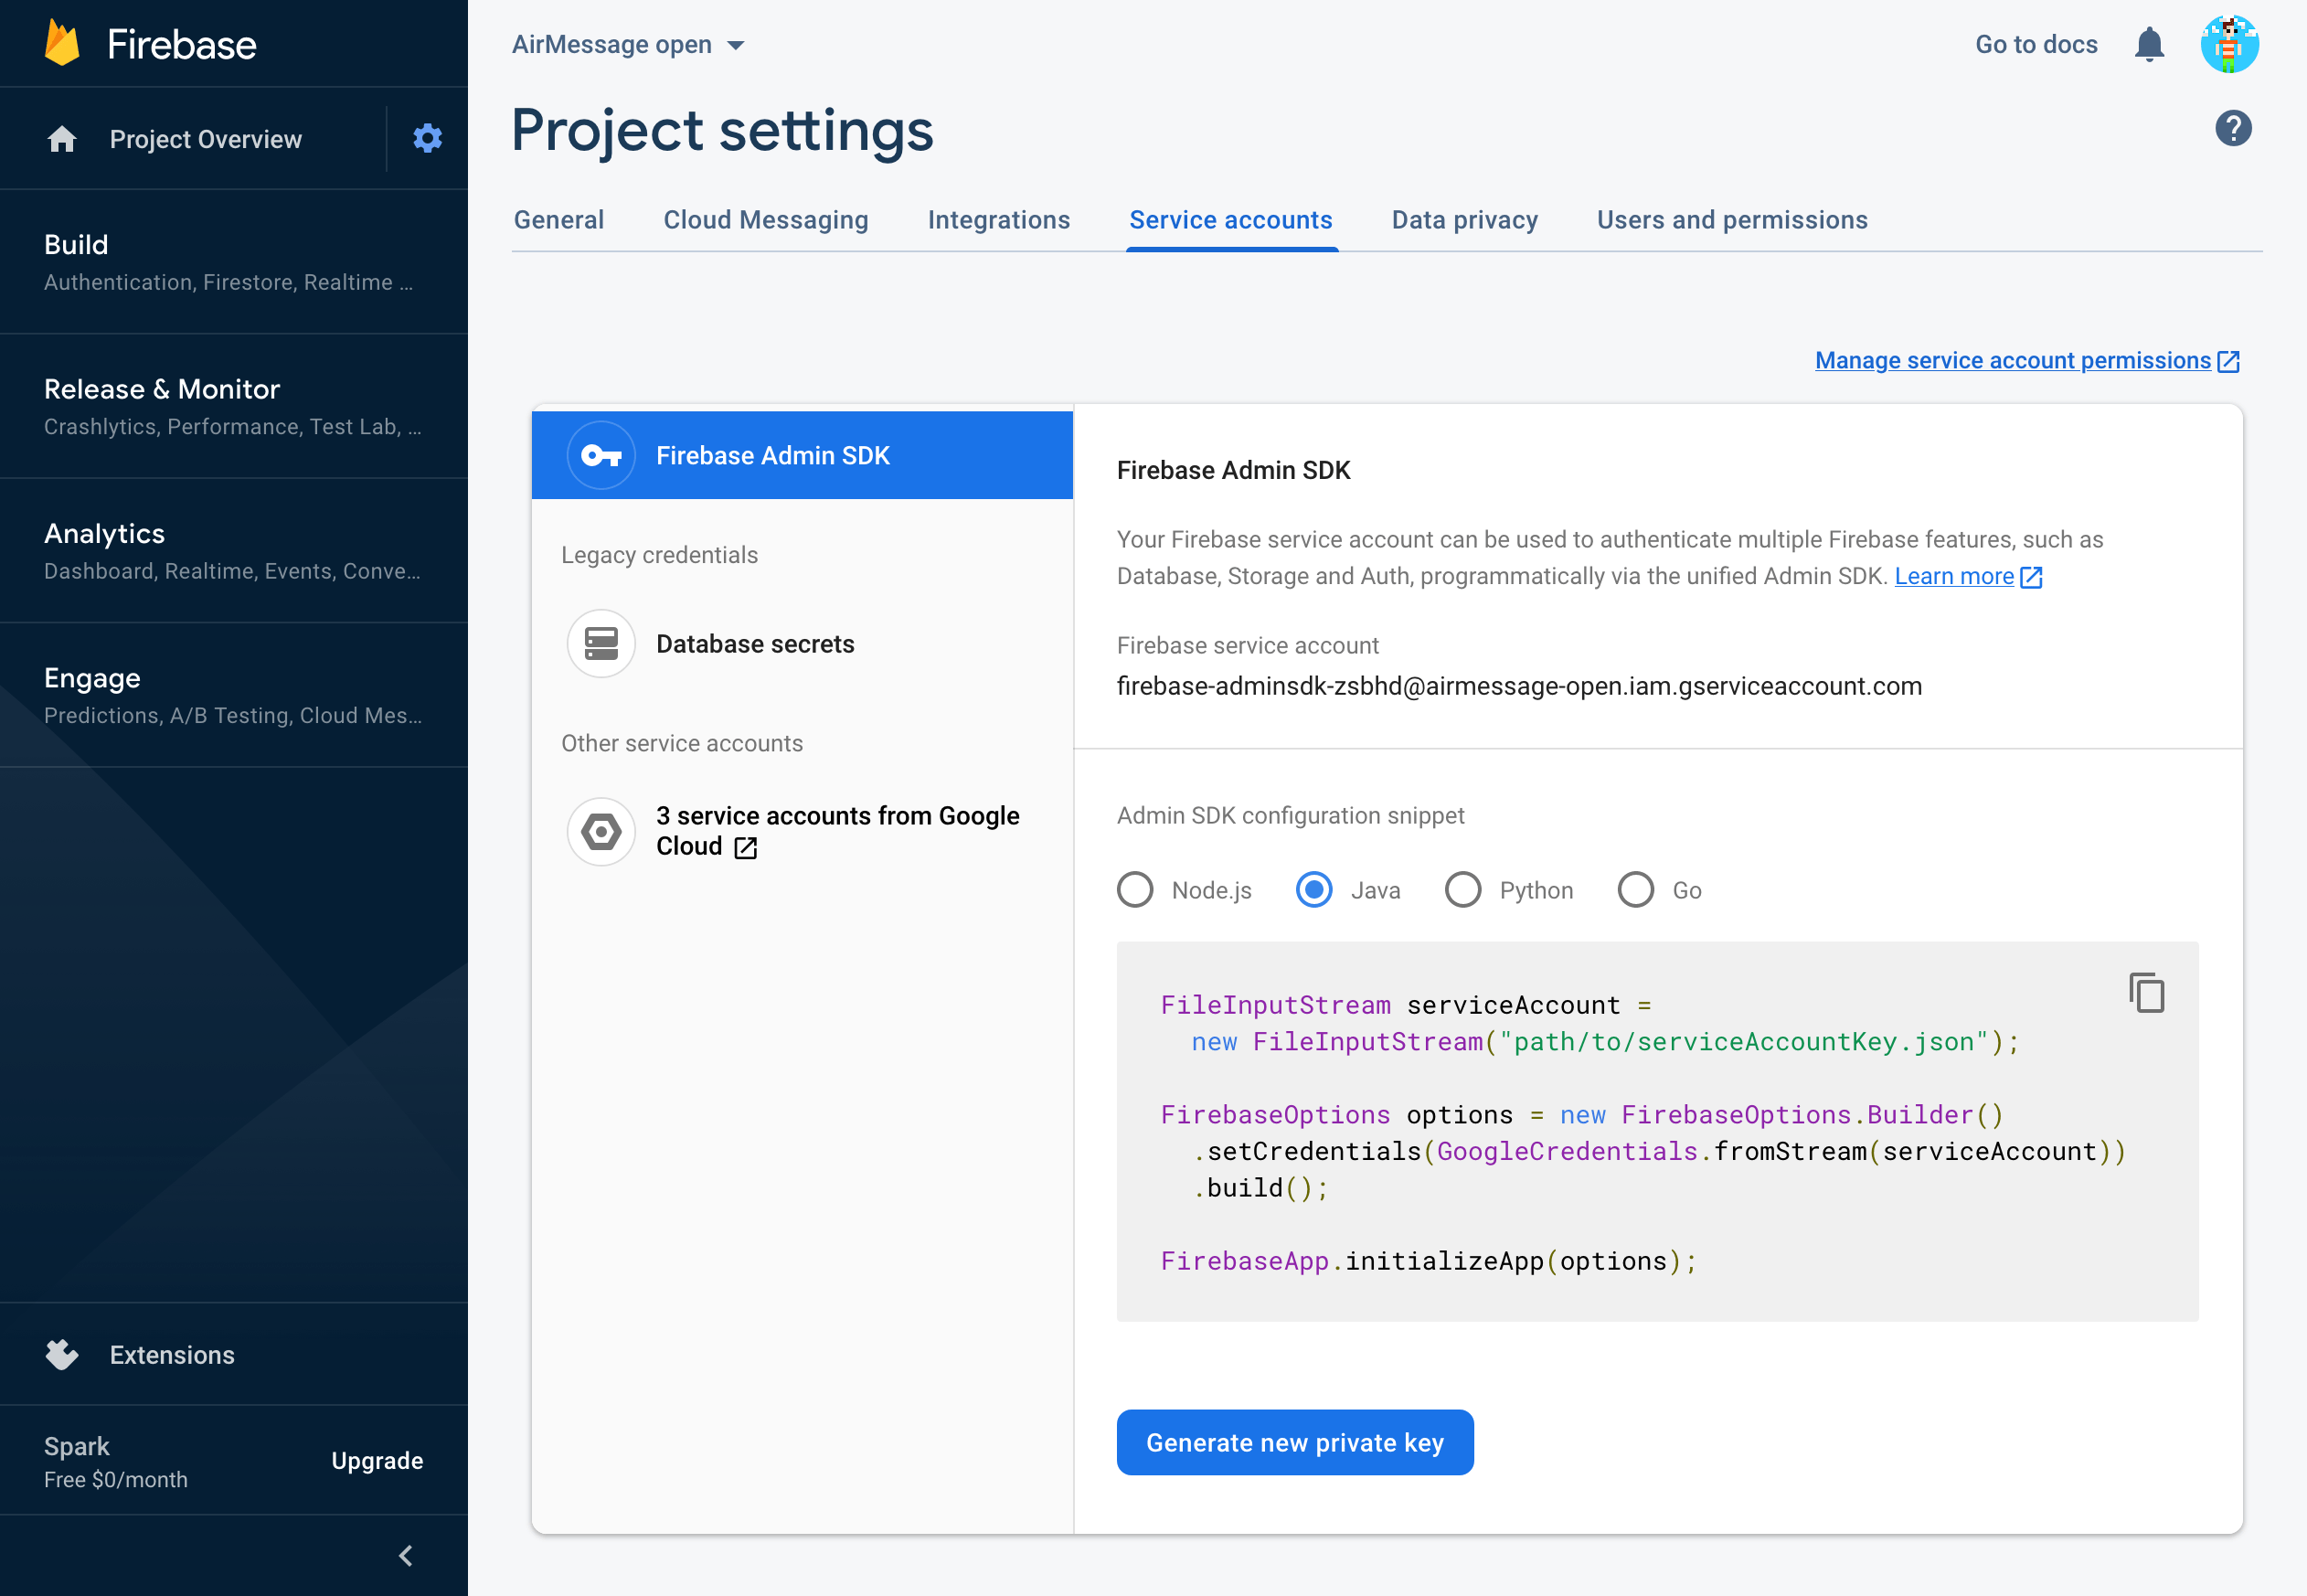 Firebase
Project Overview
Build
Authentication, Firestore, Realtime ...
Release & Monitor
Crashlytics, Performance, Test Lab, ...
Analytics
Dashboard, Realtime, Events, Conve...
Engage
Predictions, A/B Testing, Cloud Mes...
Extensions
Spark
Free $0/month
Upgrade
AirMessage open
Go to docs
Project settings
?
General Cloud Messaging Integrations Service accounts Data privacy Users and permissions
Manage service account permissions
Firebase Admin SDK
Legacy credentials
Database secrets
Other service accounts
3 service accounts from Google
Cloud
Firebase Admin SDK
Your Firebase service account can be used to authenticate multiple Firebase features, such as
Database, Storage and Auth, programmatically via the unified Admin SDK. Learn more
Firebase service account
firebase-adminsdk-zsbhd@airmessage-open.iam.gserviceaccount.com
Admin SDK configuration snippet
Node.js Java Python Go
FileInputStream serviceAccount =
  new FileInputStream("path/to/serviceAccountKey.json");
FirebaseOptions options = new FirebaseOptions.Builder()
  .setCredentials(GoogleCredentials.fromStream(serviceAccount))
  .build();
FirebaseApp.initializeApp(options);
Generate new private key